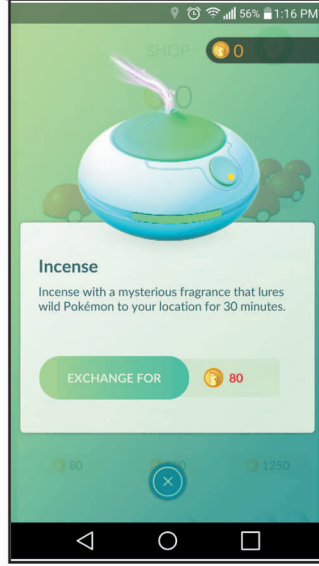 56% 1:16 PM
SHOP
0
0
Incense
Incense with a mysterious fragrance that lures
wild Pokémon to your location for 30 minutes.
EXCHANGE FOR
80
80
1250